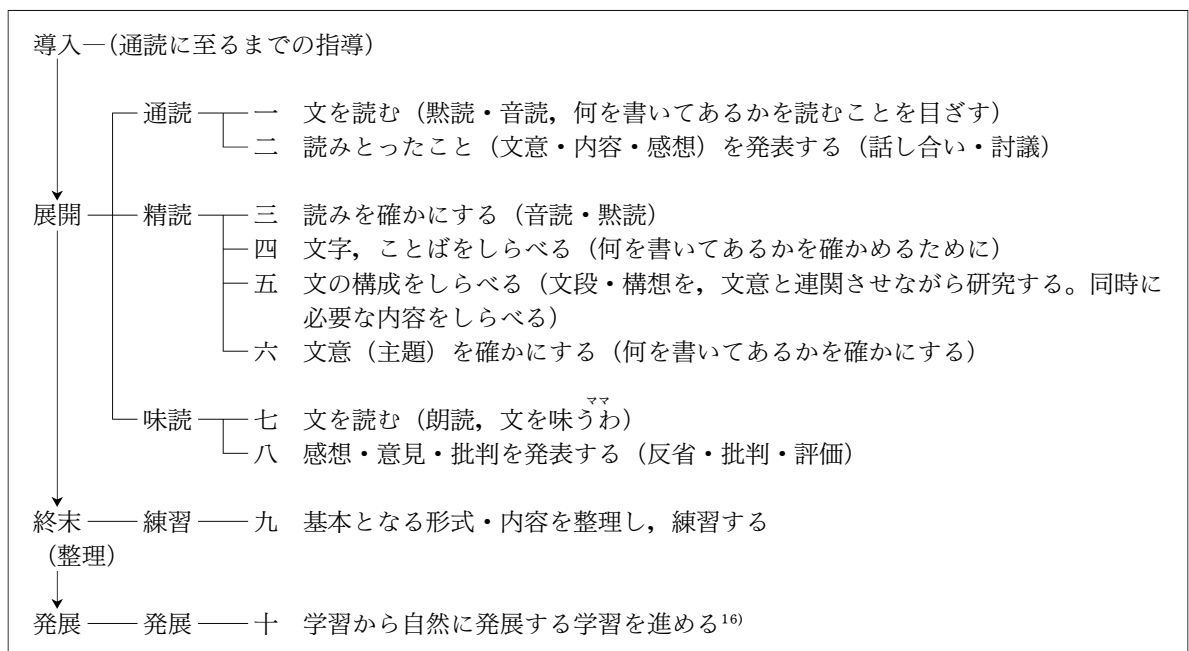 導入―(通読に至るまでの指導)
通読 一 文を読む(黙読・音読,何を書いてあるかを読むことを目ざす)
二 読みとったこと(文意・内容・感想)を発表する(話し合い・討議)
展開 精読 三 読みを確かにする(音読・黙読)
四 文字,ことばをしらべる(何を書いてあるかを確かめるために)
五 文の構成をしらべる(文段・構想を,文意と連関させながら研究する。同時に
必要な内容をしらべる)
六 文意(主題)を確かにする(何を書いてあるかを確かにする)
ママ
味読 七 文を読む(朗読,文を味うわ)
八 感想・意見・批判を発表する(反省・批判・評価)
終末 練習 九 基本となる形式・内容を整理し,練習する
(整理)
発展 発展 十 学習から自然に発展する学習を進める16)